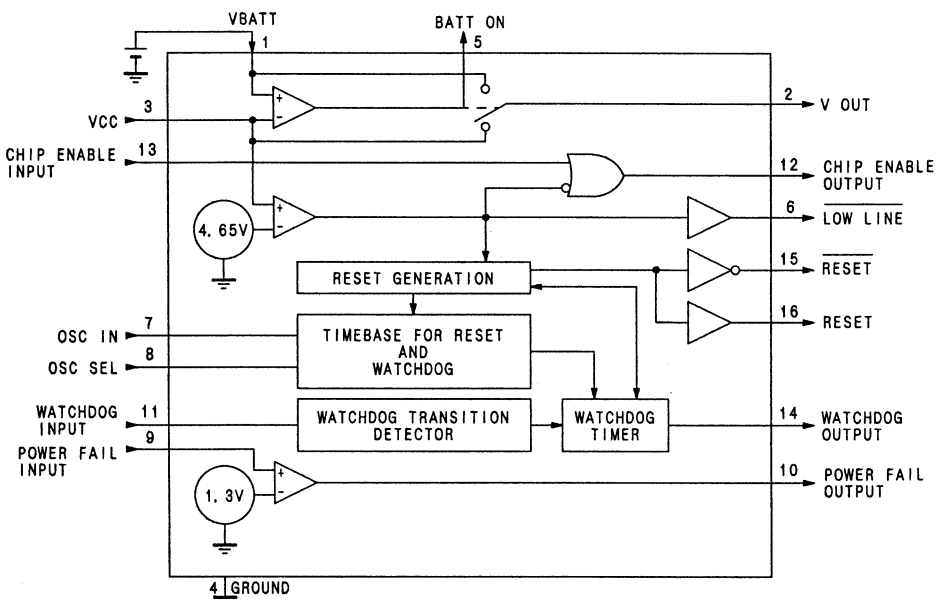 VBATT
BATT ON
1
5
+
-
3
VCC
2
V OUT
13
CHIP ENABLE
INPUT
12
CHIP ENABLE
OUTPUT
+
-
4.65V
6
LOW LINE
RESET GENERATION
15
RESET
16
RESET
7
OSC IN
8
OSC SEL
TIMEBASE FOR RESET
AND
WATCHDOG
11
WATCHDOG
INPUT
WATCHDOG TRANSITION
DETECTOR
WATCHDOG
TIMER
14
WATCHDOG
OUTPUT
9
POWER FAIL
INPUT
+
-
1.3V
10
POWER FAIL
OUTPUT
4 GROUND